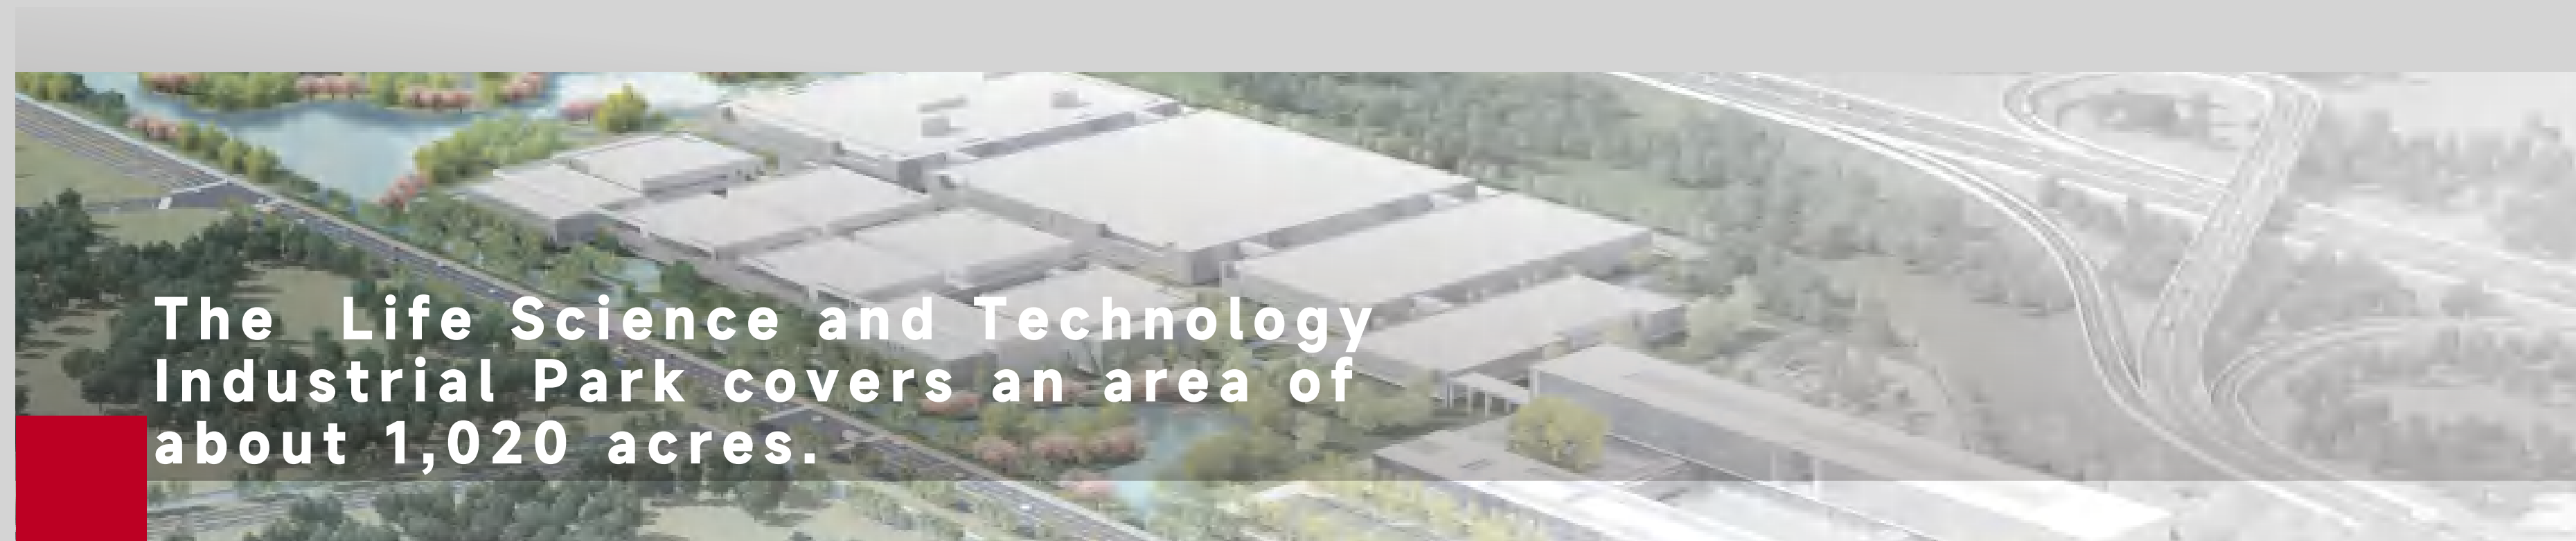 The Life Science and Technology
Industrial Park covers an area of
about 1,020 acres.